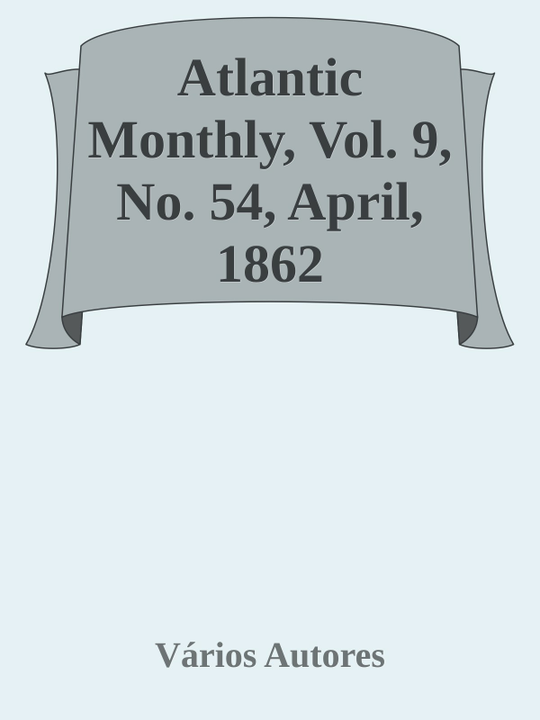 Atlantic
Monthly, Vol. 9,
No. 54, April,
1862
Vários Autores